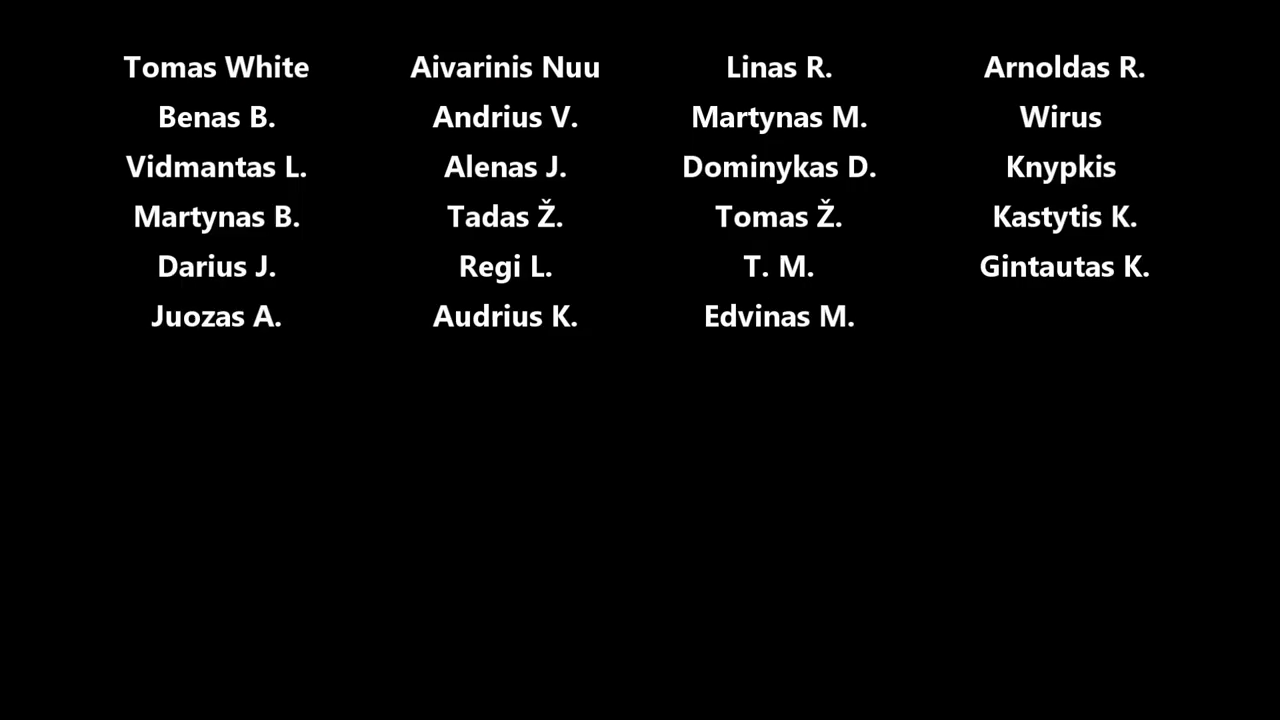 Tomas White Aivarinis Nuu Linas R. Arnoldas R.
Benas B. Andrius V. Martynas M. Wirus
Vidmantas L. Alenas J. Dominykas D. Knypkis
Martynas B. Tadas Ž. Tomas Ž. Kastytis K.
Darius J. Regi L. T. M. Gintautas K.
Juozas A. Audrius K. Edvinas M.